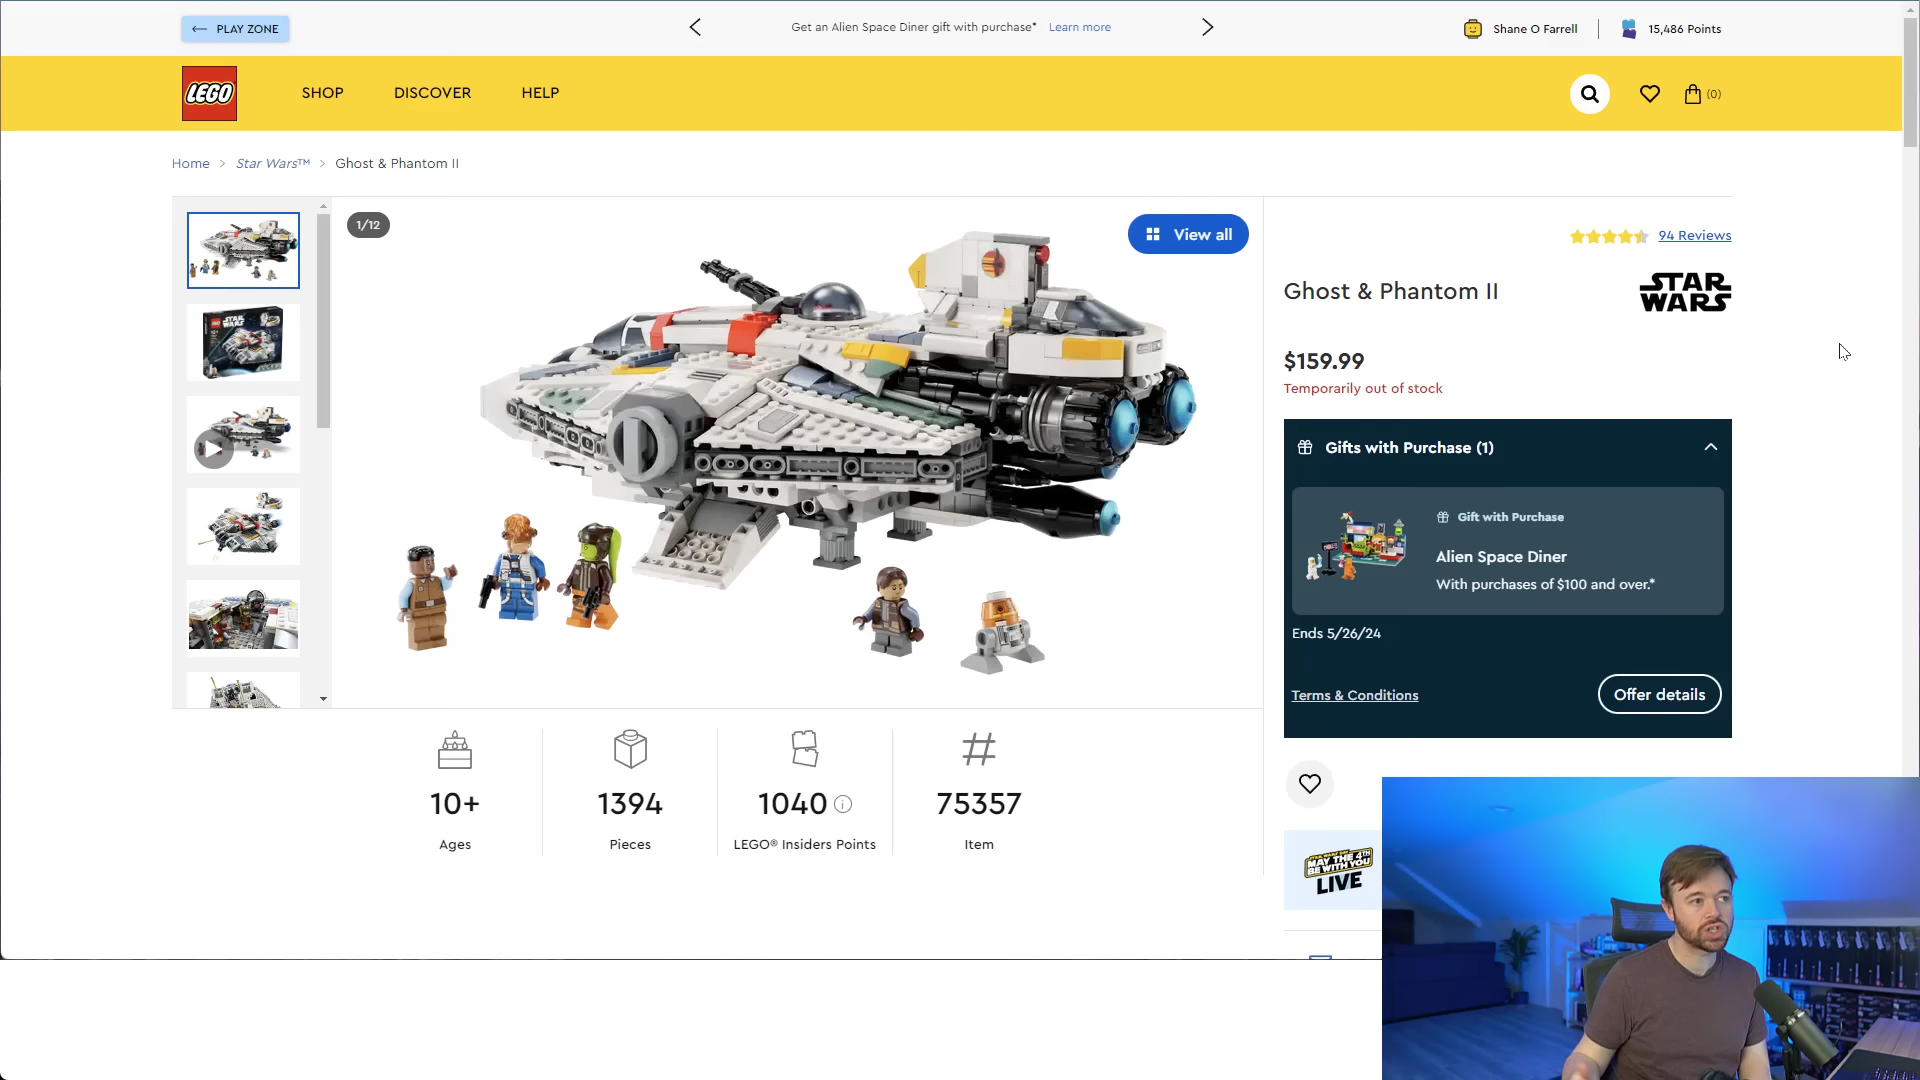 PLAY ZONE
Get an Alien Space Diner gift with purchase* Learn more
Shane O Farrell
15,486 Points
LEGO
SHOP
DISCOVER
HELP
(0)
Home > Star Wars™ > Ghost & Phantom II
1/12
View all
94 Reviews
Ghost & Phantom II
STAR
WARS
$159.99
Temporarily out of stock
Gifts with Purchase (1)
Gift with Purchase
Alien Space Diner
With purchases of $100 and over.*
Ends 5/26/24
Terms & Conditions
Offer details
10+
Ages
1394
Pieces
1040
LEGO® Insiders Points
75357
Item
MAY THE 4TH
BE WITH YOU
LIVE